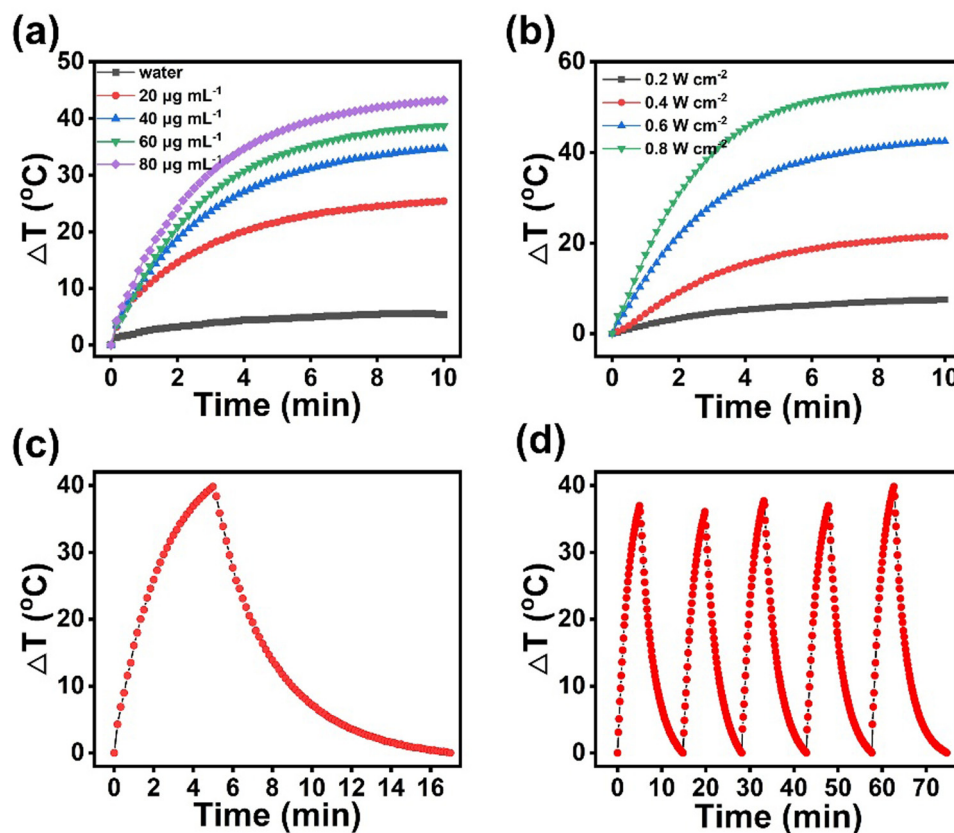 (a)
50
40
30
20
10
0
△T (°C)
water
20 µg mL⁻¹
40 µg mL⁻¹
60 µg mL⁻¹
80 µg mL⁻¹
0 2 4 6 8 10
Time (min)
(b)
60
40
20
0
△T (°C)
0.2 W cm⁻²
0.4 W cm⁻²
0.6 W cm⁻²
0.8 W cm⁻²
0 2 4 6 8 10
Time (min)
(c)
40
30
20
10
0
△T (°C)
0 2 4 6 8 10 12 14 16
Time (min)
(d)
40
30
20
10
0
△T (°C)
0 10 20 30 40 50 60 70
Time (min)